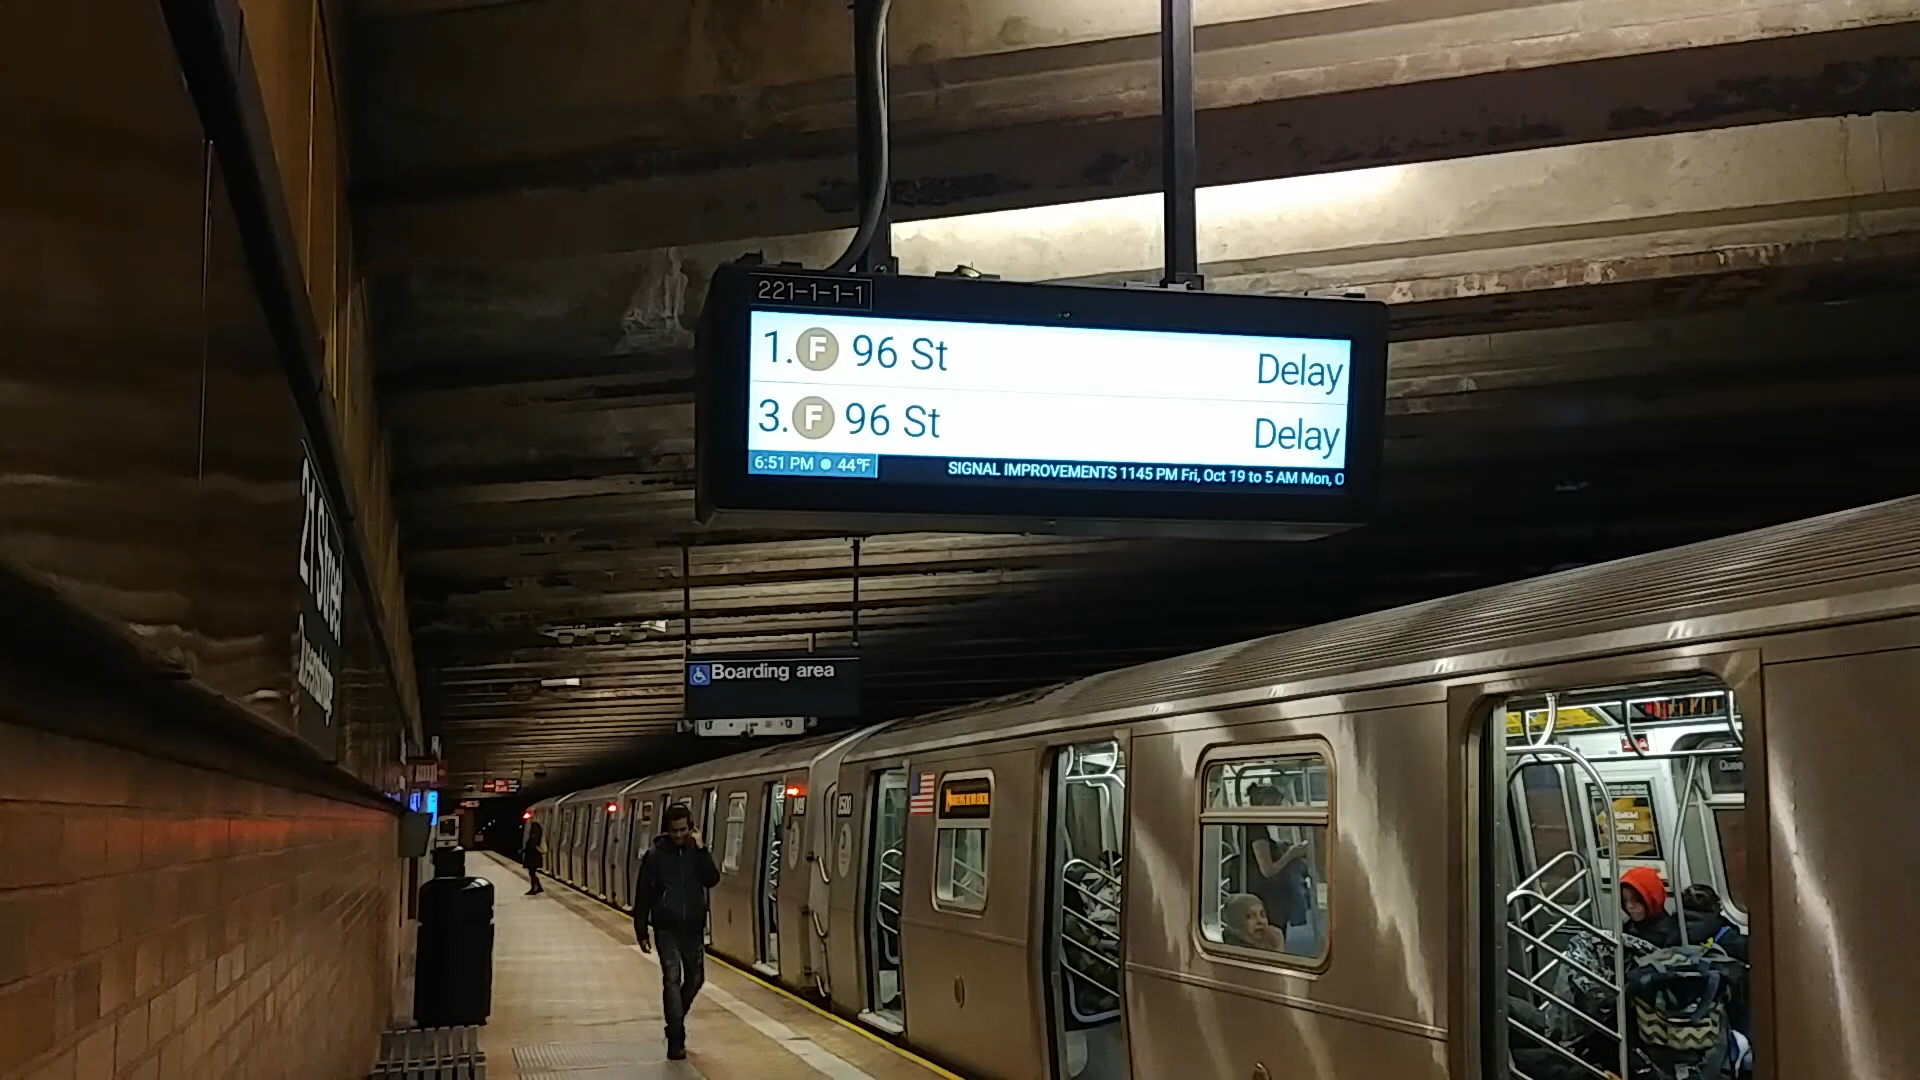 221-1-1-1
1. F 96 St Delay
3. F 96 St Delay
6:51 PM 44°F SIGNAL IMPROVEMENTS 1145 PM Fri, Oct 19 to 5 AM Mon, O
21 Street
Queensbridge
Boarding area